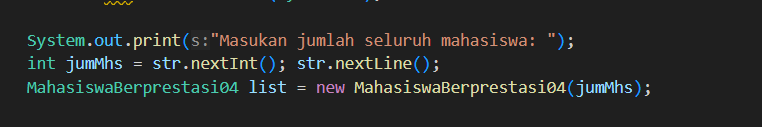 System.out.print(s:"Masukan jumlah seluruh mahasiswa: ");
int jumMhs = str.nextInt(); str.nextLine();
MahasiswaBerprestasi04 list = new MahasiswaBerprestasi04(jumMhs);